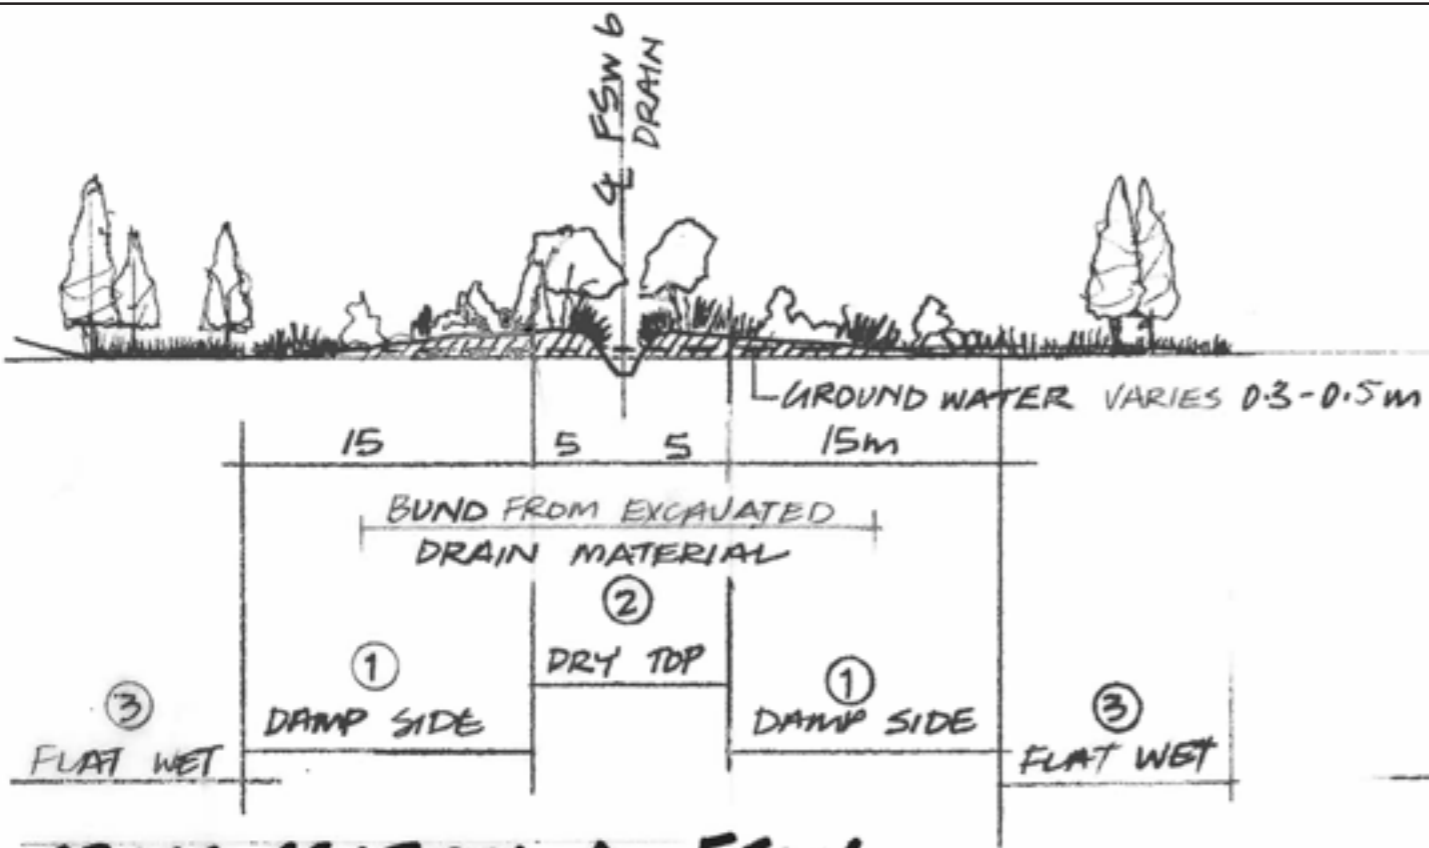 ℄ FSW 6
DRAIN
GROUND WATER VARIES 0.3-0.5m
15 5 5 15m
BUND FROM EXCAVATED
DRAIN MATERIAL
②
DRY TOP
①
DAMP SIDE
①
DAMP SIDE
③
FLAT WET
③
FLAT WET